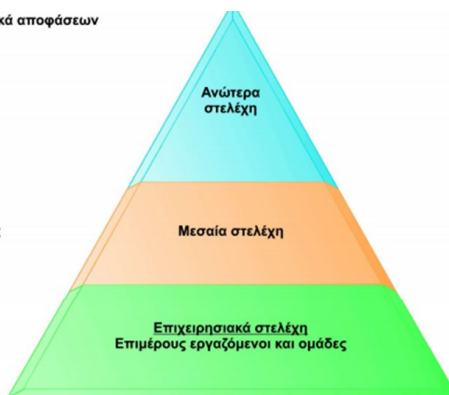 κά αποφάσεων
Ανώτερα
στελέχη
Μεσαία στελέχη
Επιχειρησιακά στελέχη
Επιμέρους εργαζόμενοι και ομάδες